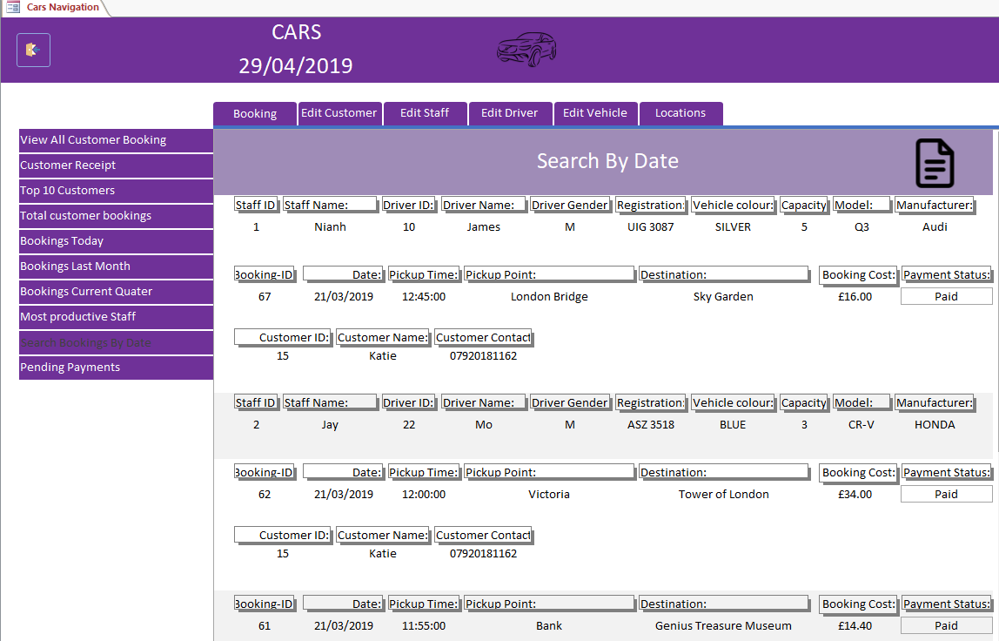 Cars Navigation
CARS
29/04/2019
Booking Edit Customer Edit Staff Edit Driver Edit Vehicle Locations
View All Customer Booking
Customer Receipt
Top 10 Customers
Total customer bookings
Bookings Today
Bookings Last Month
Bookings Current Quater
Most productive Staff
Search Bookings By Date
Pending Payments
Search By Date
Staff ID Staff Name: Driver ID: Driver Name: Driver Gender Registration: Vehicle colour: Capacity Model: Manufacturer:
1 Nianh 10 James M UIG 3087 SILVER 5 Q3 Audi
Booking-ID Date: Pickup Time: Pickup Point: Destination: Booking Cost: Payment Status:
67 21/03/2019 12:45:00 London Bridge Sky Garden £16.00 Paid
Customer ID: Customer Name: Customer Contact
15 Katie 07920181162
Staff ID Staff Name: Driver ID: Driver Name: Driver Gender Registration: Vehicle colour: Capacity Model: Manufacturer:
2 Jay 22 Mo M ASZ 3518 BLUE 3 CR-V HONDA
Booking-ID Date: Pickup Time: Pickup Point: Destination: Booking Cost: Payment Status:
62 21/03/2019 12:00:00 Victoria Tower of London £34.00 Paid
Customer ID: Customer Name: Customer Contact
15 Katie 07920181162
Booking-ID Date: Pickup Time: Pickup Point: Destination: Booking Cost: Payment Status:
61 21/03/2019 11:55:00 Bank Genius Treasure Museum £14.40 Paid